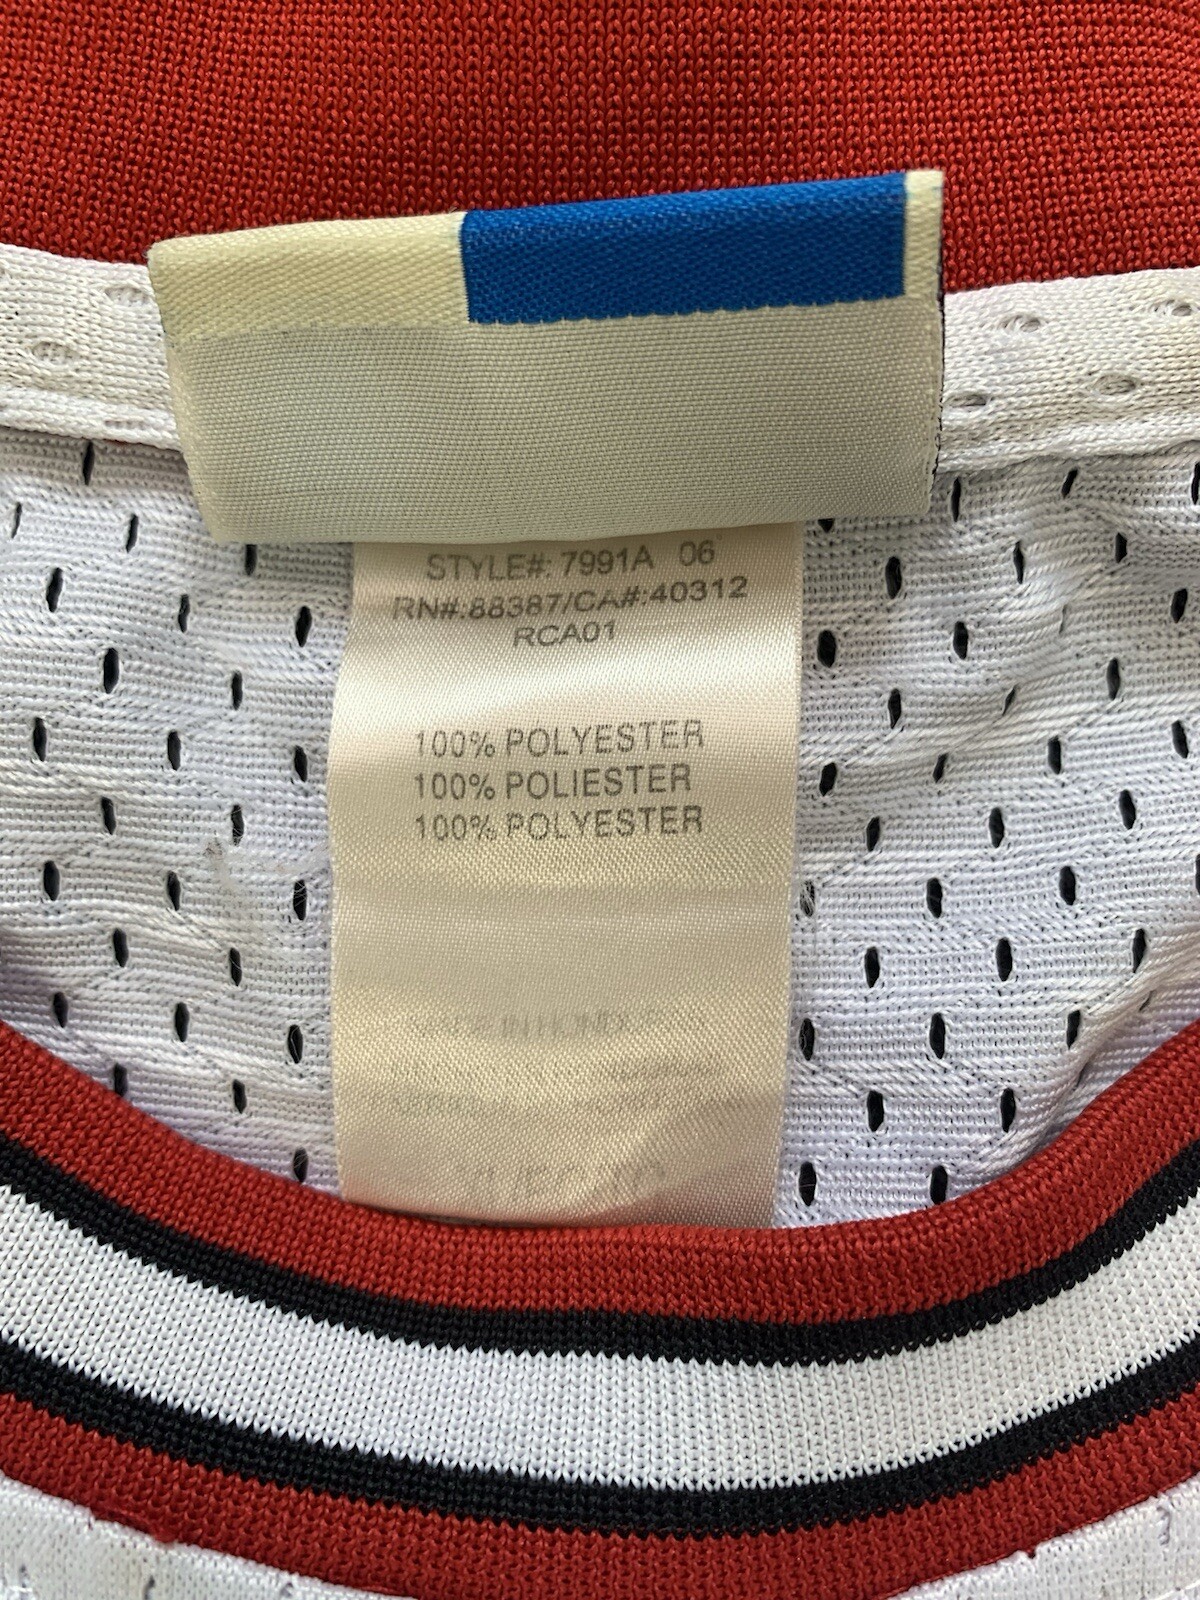 STYLE#: 7991A 06
RN#:88387/CA#:40312
RCA01
100% POLYESTER
100% POLIESTER
100% POLYESTER